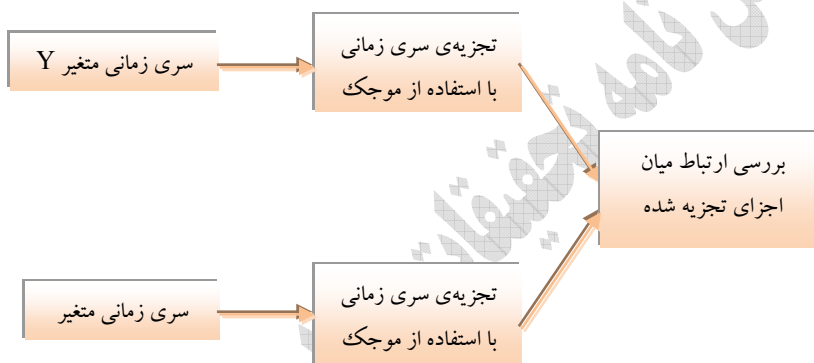 سری زمانی متغیر Y
تجزیه‌ی سری زمانی
با استفاده از موجک
بررسی ارتباط میان
اجزای تجزیه شده
سری زمانی متغیر
تجزیه‌ی سری زمانی
با استفاده از موجک